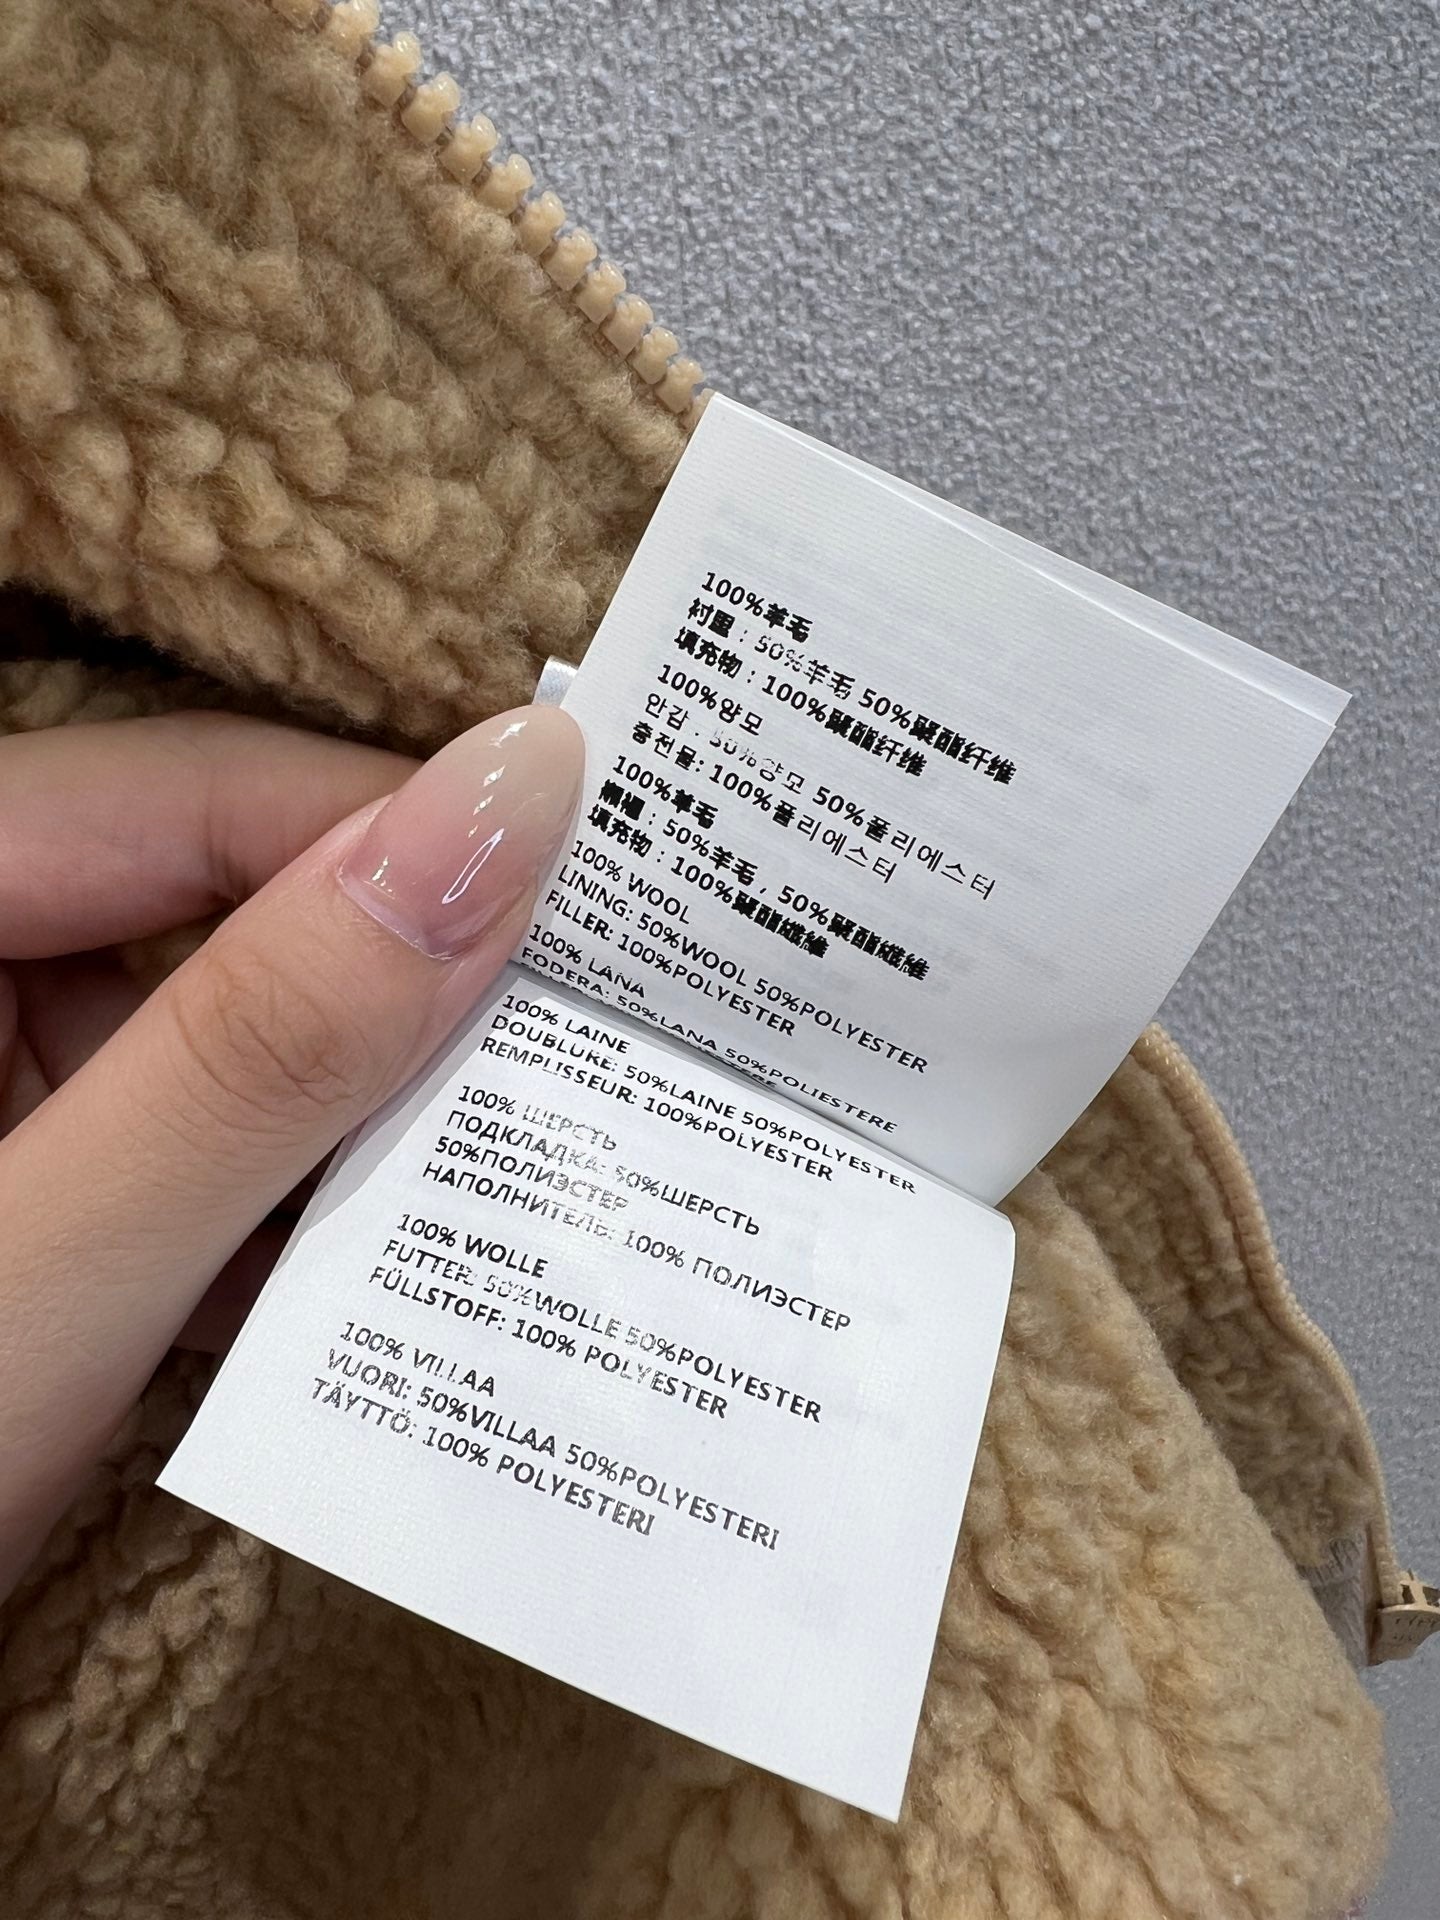 100%羊毛
衬里：50%羊毛 50%聚酯纤维
填充物：100%聚酯纤维
100%양모
안감 : 50%양모 50%폴리에스터
충전물: 100%폴리에스터
100%羊毛
50%羊毛，50%聚酯纖維
填充物：100%聚酯纖維
100% WOOL
LINING: 50%WOOL 50%POLYESTER
FILLER: 100%POLYESTER
100% LANA
FODERA: 50%LANA 50%POLIESTERE
100% LAINE
DOUBLURE: 50%LAINE 50%POLYESTER
REMPLISSEUR: 100%POLYESTER
100% ШЕРСТЬ
ПОДКЛАДКА: 50%ШЕРСТЬ
50%ПОЛИЭСТЕР
НАПОЛНИТЕЛЬ: 100% ПОЛИЭСТЕР
100% WOLLE
FUTTER: 50%WOLLE 50%POLYESTER
FÜLLSTOFF: 100% POLYESTER
100% VILLAA
VUORI: 50%VILLAA 50%POLYESTERI
TÄYTTÖ: 100% POLYESTERI